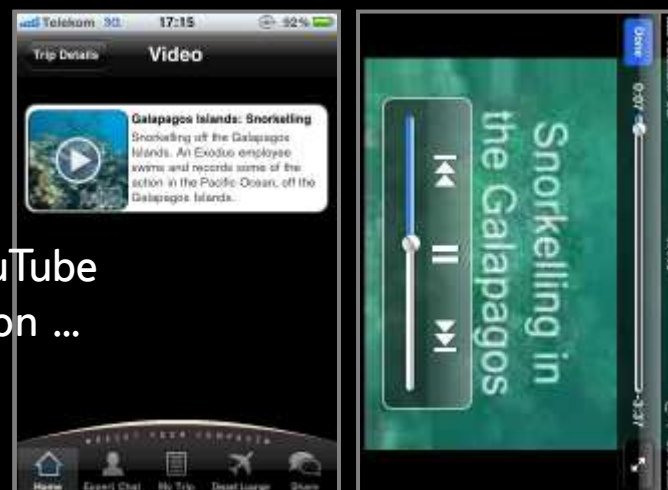 Telekom 3G 17:15 92%
Trip Details Video
Galapagos Islands: Snorkelling
Snorkelling off the Galapagos
Islands. An Exodus employee
swims and records some of the
action in the Pacific Ocean, off the
Galapagos Islands.
uTube
on ...
Home Expert Chat My Trip Depart Lounge Share
Done 0:07 -3:37
Snorkelling in
the Galapagos